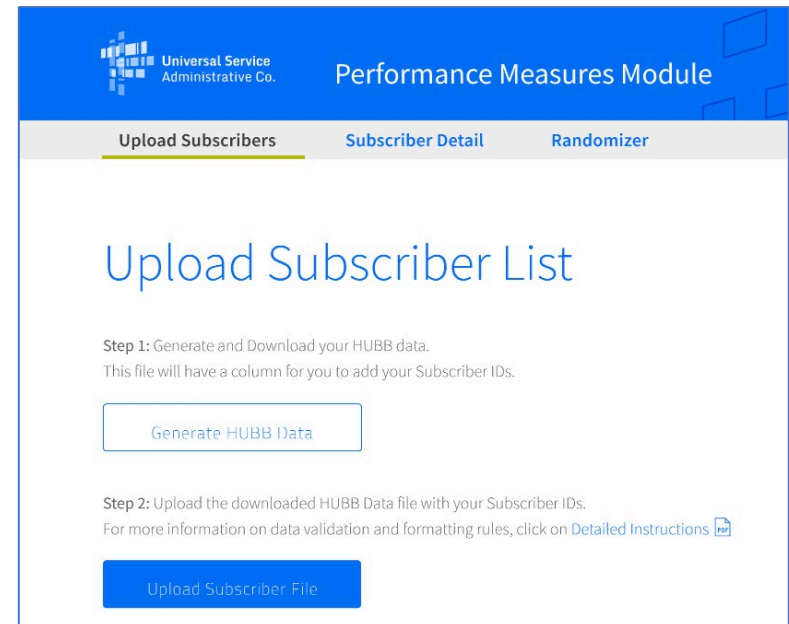 Universal Service
Administrative Co.
Performance Measures Module
Upload Subscribers Subscriber Detail Randomizer
Upload Subscriber List
Step 1: Generate and Download your HUBB data.
This file will have a column for you to add your Subscriber IDs.
Generate HUBB Data
Step 2: Upload the downloaded HUBB Data file with your Subscriber IDs.
For more information on data validation and formatting rules, click on Detailed Instructions PDF
Upload Subscriber File